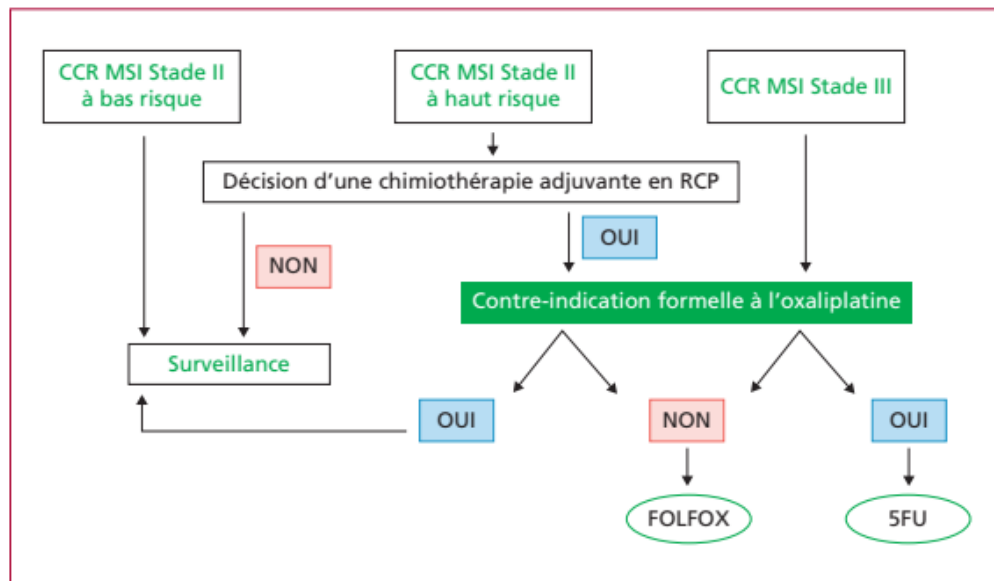 CCR MSI Stade II
à bas risque
CCR MSI Stade II
à haut risque
CCR MSI Stade III
Décision d'une chimiothérapie adjuvante en RCP
NON
OUI
Contre-indication formelle à l'oxaliplatine
Surveillance
OUI
NON
OUI
FOLFOX
5FU